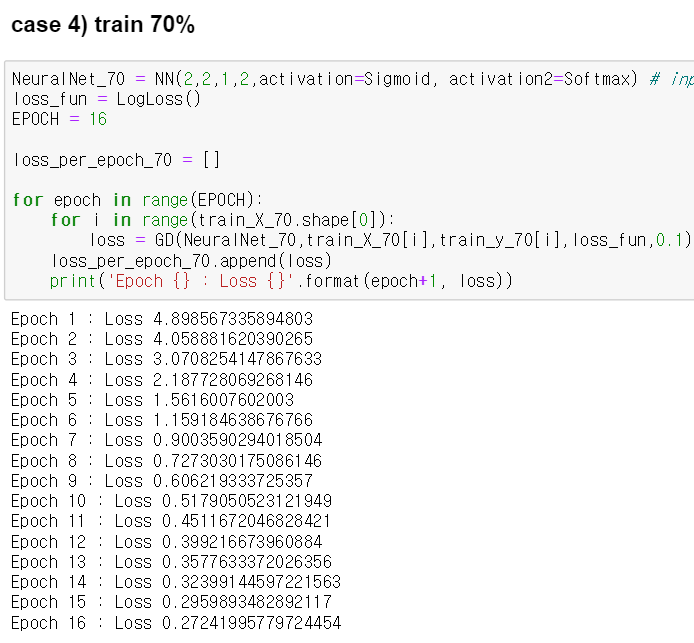 case 4) train 70%
NeuralNet_70 = NN(2,2,1,2,activation=Sigmoid, activation2=Softmax) # inp
loss_fun = LogLoss()
EPOCH = 16
loss_per_epoch_70 = []
for epoch in range(EPOCH):
    for i in range(train_X_70.shape[0]):
        loss = GD(NeuralNet_70,train_X_70[i],train_y_70[i],loss_fun,0.1)
    loss_per_epoch_70.append(loss)
    print('Epoch {} : Loss {}'.format(epoch+1, loss))
Epoch 1 : Loss 4.898567335894803
Epoch 2 : Loss 4.058881620390265
Epoch 3 : Loss 3.0708254147867633
Epoch 4 : Loss 2.187728069268146
Epoch 5 : Loss 1.5616007602003
Epoch 6 : Loss 1.159184638676766
Epoch 7 : Loss 0.9003590294018504
Epoch 8 : Loss 0.7273030175086146
Epoch 9 : Loss 0.606219333725357
Epoch 10 : Loss 0.5179050523121949
Epoch 11 : Loss 0.4511672046828421
Epoch 12 : Loss 0.399216673960884
Epoch 13 : Loss 0.3577633372026356
Epoch 14 : Loss 0.32399144597221563
Epoch 15 : Loss 0.2959893482892117
Epoch 16 : Loss 0.27241995779724454